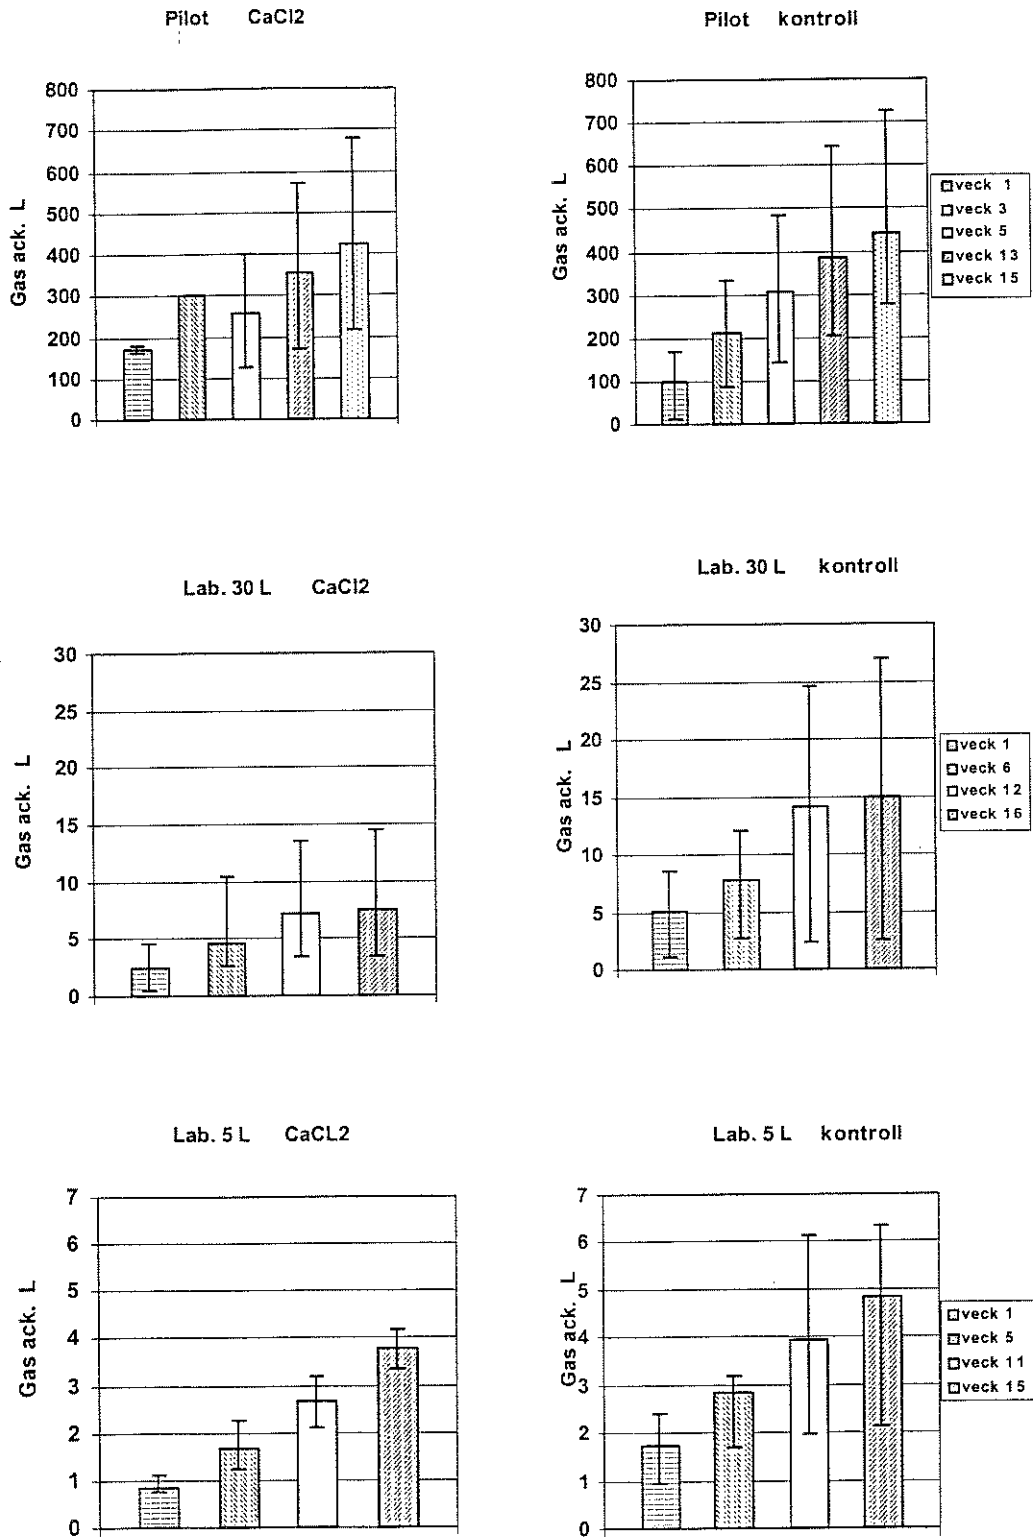 Pilot CaCl2
Gas ack. L
800
700
600
500
400
300
200
100
0
Pilot kontroll
Gas ack. L
800
700
600
500
400
300
200
100
0
veck 1
veck 3
veck 5
veck 13
veck 15
Lab. 30 L CaCl2
Gas ack. L
30
25
20
15
10
5
0
Lab. 30 L kontroll
Gas ack. L
30
25
20
15
10
5
0
veck 1
veck 6
veck 12
veck 16
Lab. 5 L CaCL2
Gas ack. L
7
6
5
4
3
2
1
0
Lab. 5 L kontroll
Gas ack. L
7
6
5
4
3
2
1
0
veck 1
veck 5
veck 11
veck 15